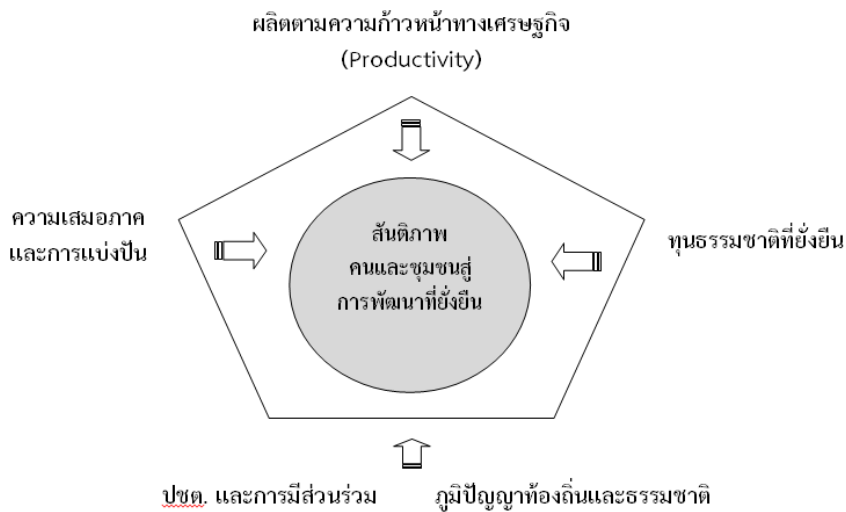 ผลิตตามความก้าวหน้าทางเศรษฐกิจ
(Productivity)
ความเสมอภาค
และการแบ่งปัน
สันติภาพ
คนและชุมชนสู่
การพัฒนาที่ยั่งยืน
ทุนธรรมชาติที่ยั่งยืน
ปชต. และการมีส่วนร่วม
ภูมิปัญญาท้องถิ่นและธรรมชาติ